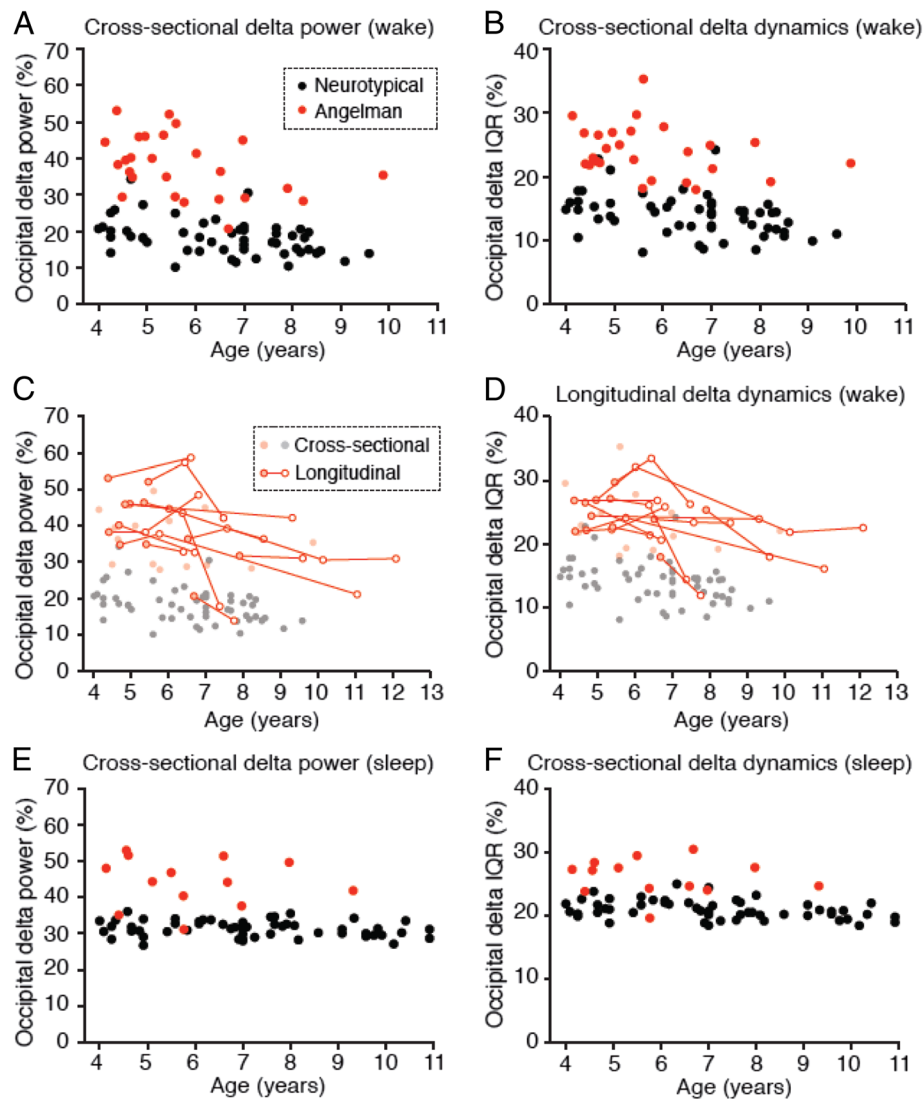 A
Cross-sectional delta power (wake)
Occipital delta power (%)
70
60
50
40
30
20
10
0
Neurotypical
Angelman
4 5 6 7 8 9 10 11
Age (years)
B
Cross-sectional delta dynamics (wake)
Occipital delta IQR (%)
40
30
20
10
0
4 5 6 7 8 9 10 11
Age (years)
C
Occipital delta power (%)
70
60
50
40
30
20
10
0
Cross-sectional
Longitudinal
4 5 6 7 8 9 10 11 12 13
Age (years)
D
Longitudinal delta dynamics (wake)
Occipital delta IQR (%)
40
30
20
10
0
4 5 6 7 8 9 10 11 12 13
Age (years)
E
Cross-sectional delta power (sleep)
Occipital delta power (%)
70
60
50
40
30
20
10
0
4 5 6 7 8 9 10 11
Age (years)
F
Cross-sectional delta dynamics (sleep)
Occipital delta IQR (%)
40
30
20
10
0
4 5 6 7 8 9 10 11
Age (years)